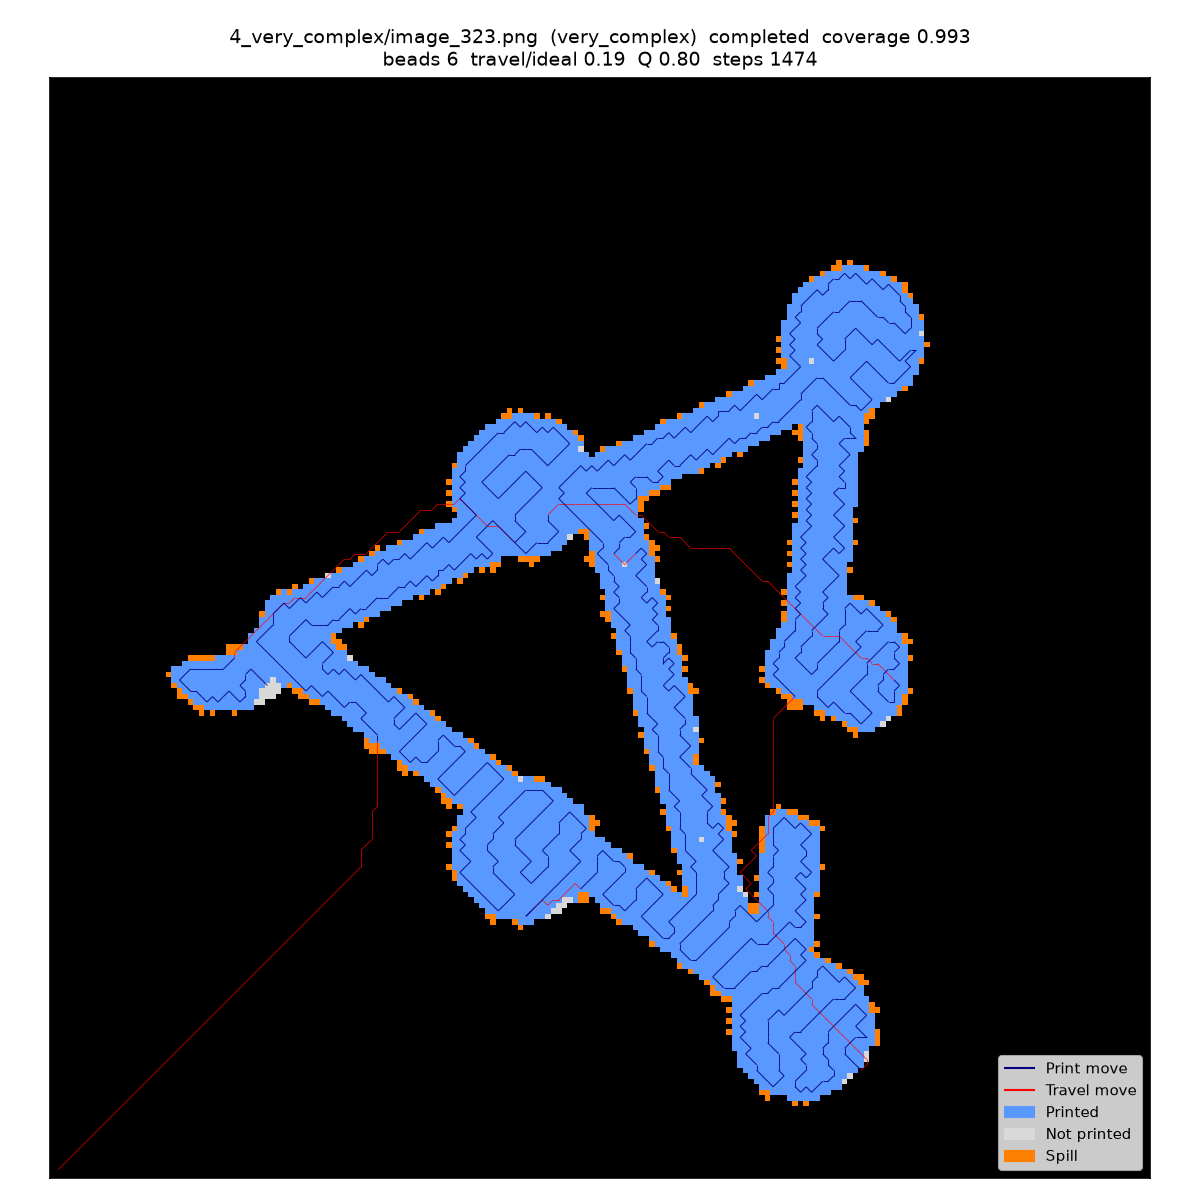 4_very_complex/image_323.png  (very_complex)  completed  coverage 0.993
beads 6  travel/ideal 0.19  Q 0.80  steps 1474
Print move
Travel move
Printed
Not printed
Spill